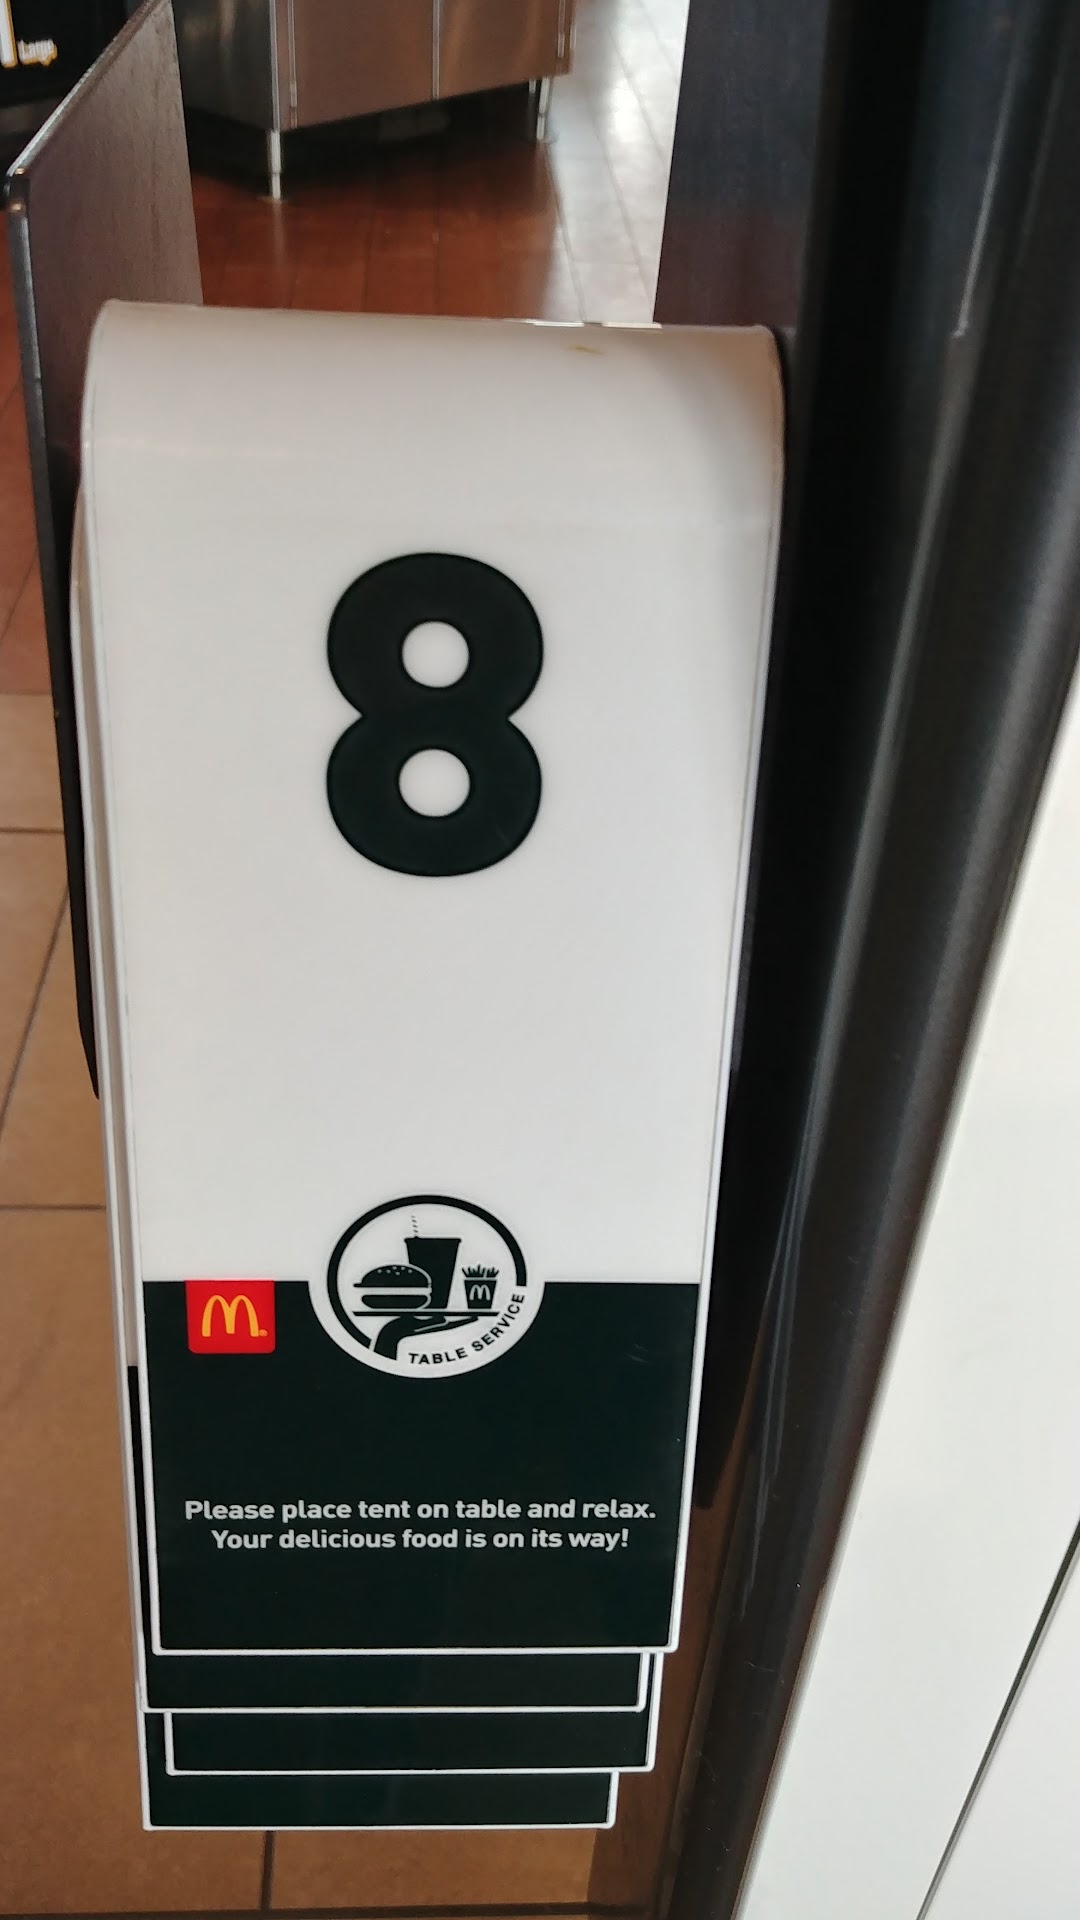 Large
8
M
TABLE SERVICE
Please place tent on table and relax.
Your delicious food is on its way!